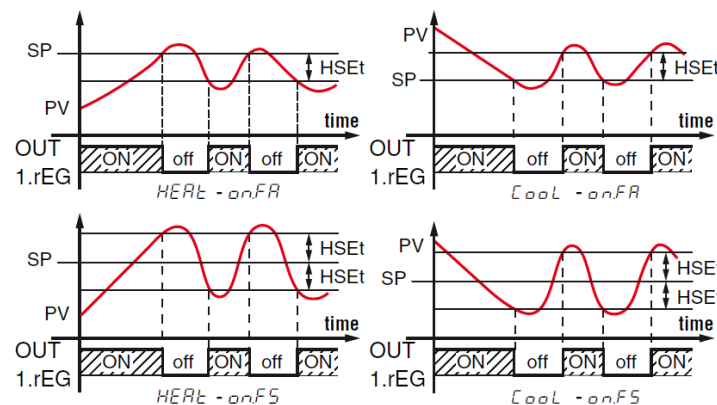 SP
HSEt
PV
time
OUT ON off ON off ON
1.rEG
HEAt - on.FA
PV
HSEt
SP
time
OUT ON off ON off ON
1.rEG
CooL - on.FA
HSEt
SP
HSEt
PV
time
OUT ON off ON off ON
1.rEG
HEAt - on.FS
PV
HSEt
SP
HSEt
time
OUT ON off ON off ON
1.rEG
CooL - on.FS